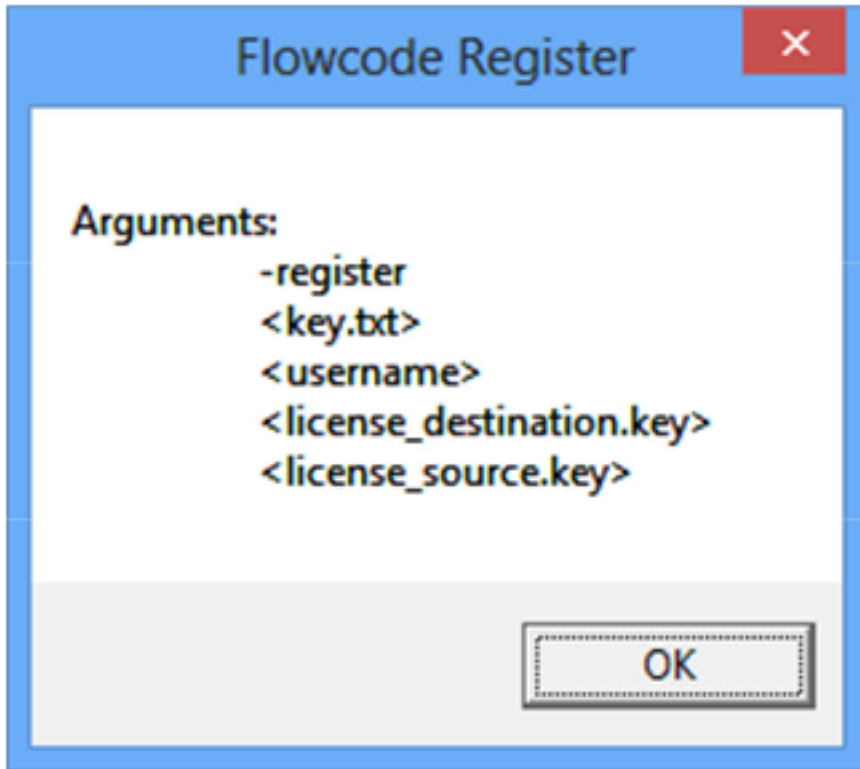 Flowcode Register
Arguments:
-register
<key.txt>
<username>
<license_destination.key>
<license_source.key>
OK